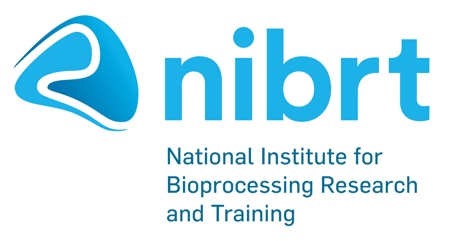 nibrt
National Institute for
Bioprocessing Research
and Training